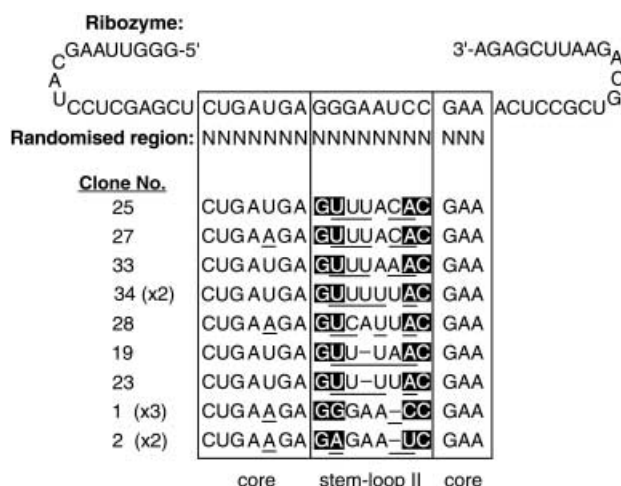 Ribozyme:
GAAUUGGG-5' 3'-AGAGCUUAAG
C A
A C
UCCUCGAGCU CUGAUGA GGGAAUCC GAA ACUCCGCUG
Randomised region: NNNNNNN NNNNNNNN NNN
Clone No.
25 CUGAUGA GUUUACAC GAA
27 CUGAAGA GUUUACAC GAA
33 CUGAUGA GUUUAAAC GAA
34 (x2) CUGAUGA GUUUUUAC GAA
28 CUGAAGA GUCAUUAC GAA
19 CUGAUGA GUU–UAAC GAA
23 CUGAUGA GUU–UUAC GAA
1 (x3) CUGAAGA GGGAA–CC GAA
2 (x2) CUGAAGA GAGAA–UC GAA
core stem-loop II core